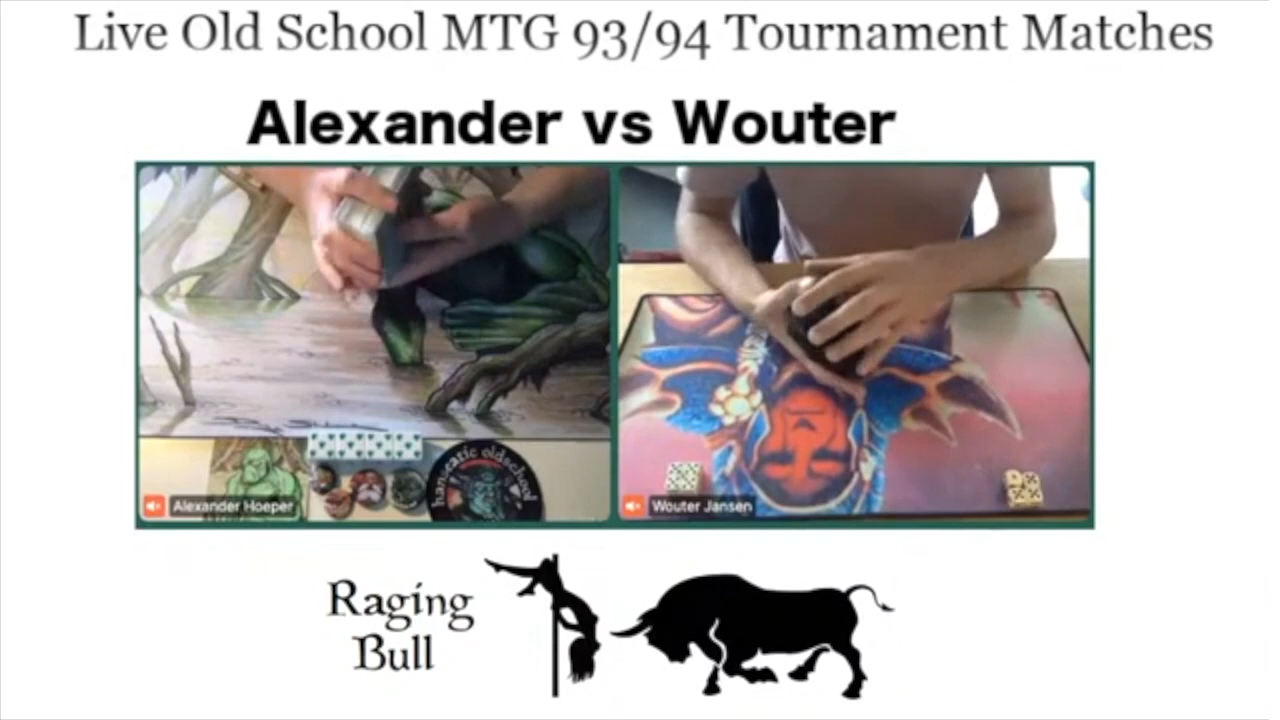 Live Old School MTG 93/94 Tournament Matches
Alexander vs Wouter
hanseatic oldschool
Alexander Hoeper
Wouter Jansen
Raging
Bull